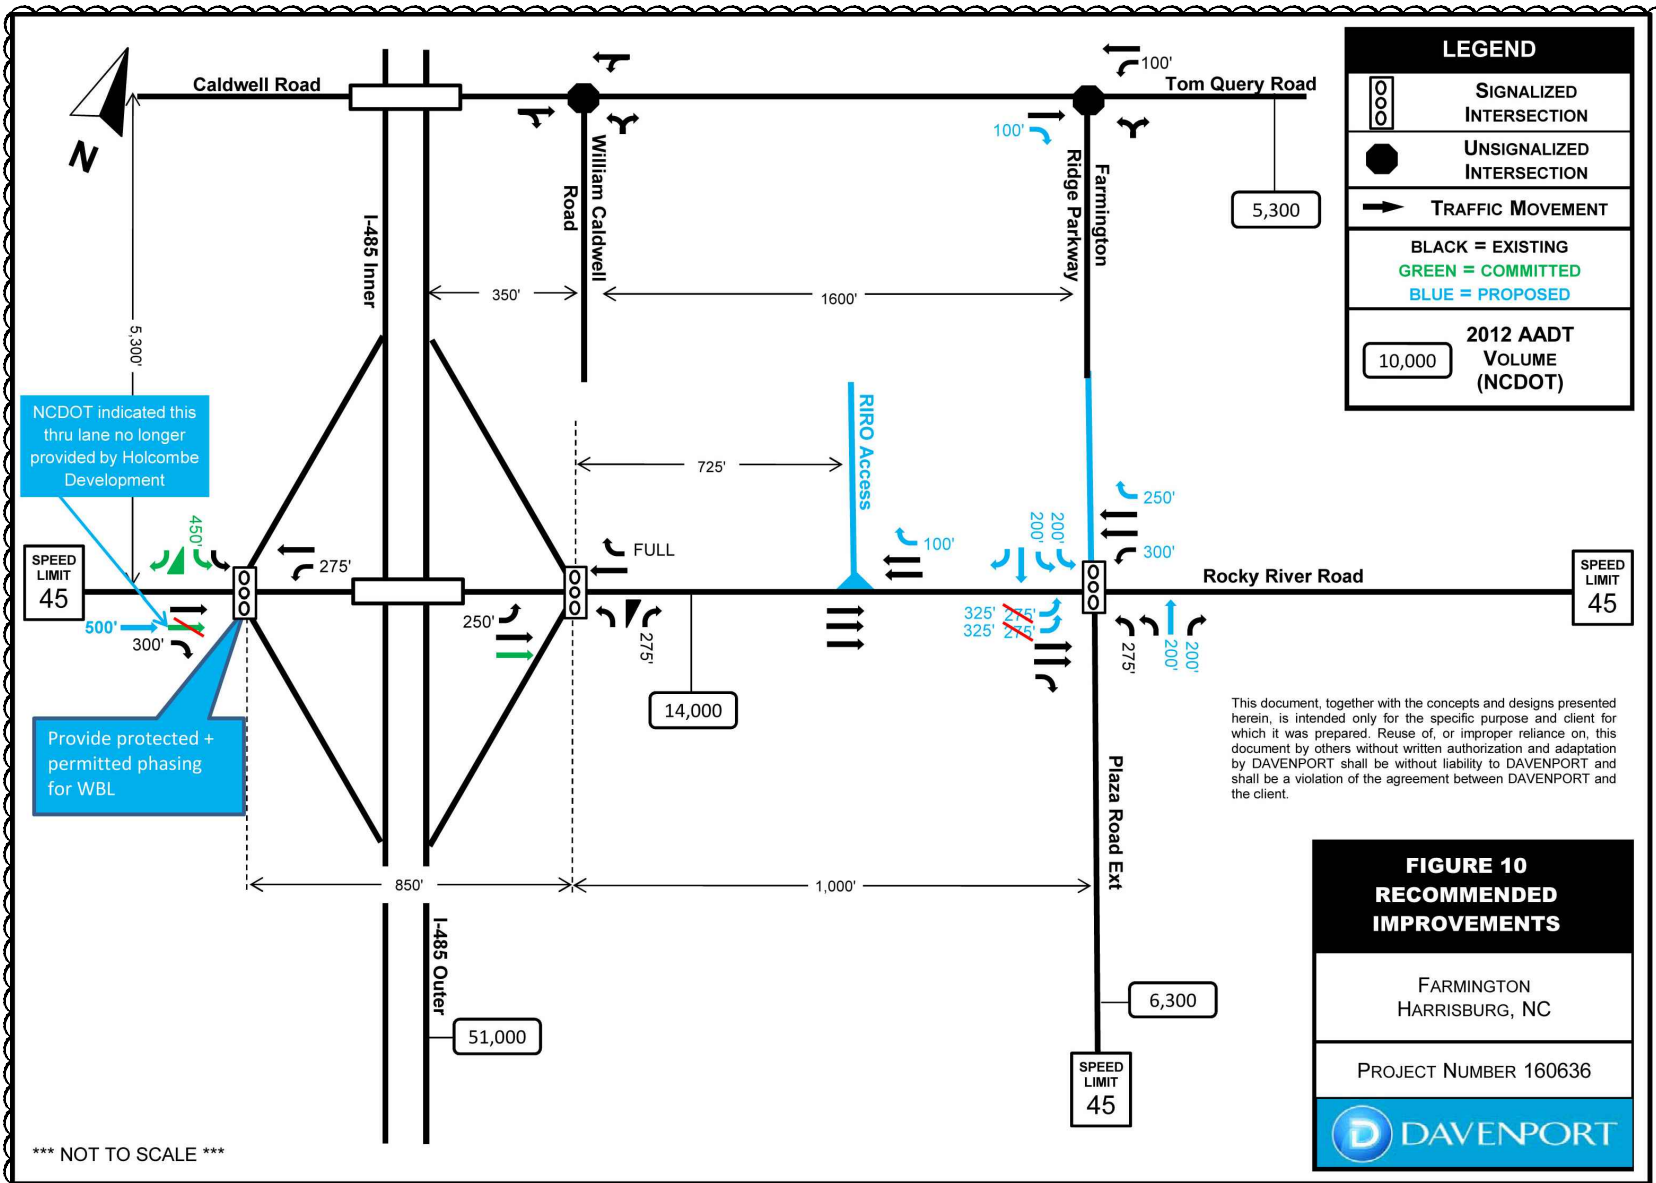 Caldwell Road
Tom Query Road
100'
100'
William Caldwell
Road
Farmington
Ridge Parkway
I-485 Inner
5,300
N
350'
1600'
5,300'
LEGEND
SIGNALIZED
INTERSECTION
UNSIGNALIZED
INTERSECTION
TRAFFIC MOVEMENT
BLACK = EXISTING
GREEN = COMMITTED
BLUE = PROPOSED
10,000
2012 AADT
VOLUME
(NCDOT)
NCDOT indicated this
thru lane no longer
provided by Holcombe
Development
RIRO Access
725'
SPEED
LIMIT
45
450'
275'
500'
300'
FULL
250'
275'
100'
200'
200'
250'
300'
Rocky River Road
SPEED
LIMIT
45
325' 275'
325' 275'
275'
200'
200'
14,000
Provide protected +
permitted phasing
for WBL
This document, together with the concepts and designs presented
herein, is intended only for the specific purpose and client for
which it was prepared. Reuse of, or improper reliance on, this
document by others without written authorization and adaptation
by DAVENPORT shall be without liability to DAVENPORT and
shall be a violation of the agreement between DAVENPORT and
the client.
Plaza Road Ext
850'
1,000'
I-485 Outer
51,000
6,300
SPEED
LIMIT
45
FIGURE 10
RECOMMENDED
IMPROVEMENTS
FARMINGTON
HARRISBURG, NC
PROJECT NUMBER 160636
D DAVENPORT
*** NOT TO SCALE ***